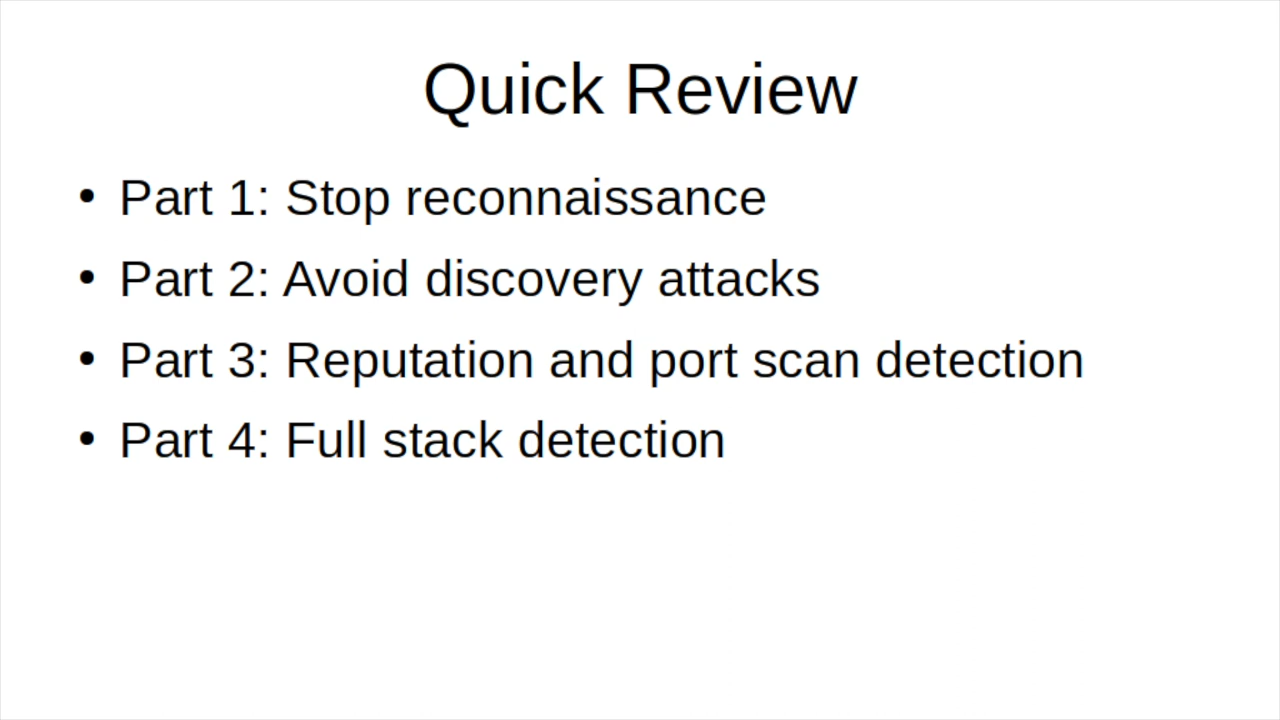 Quick Review
• Part 1: Stop reconnaissance
• Part 2: Avoid discovery attacks
• Part 3: Reputation and port scan detection
• Part 4: Full stack detection